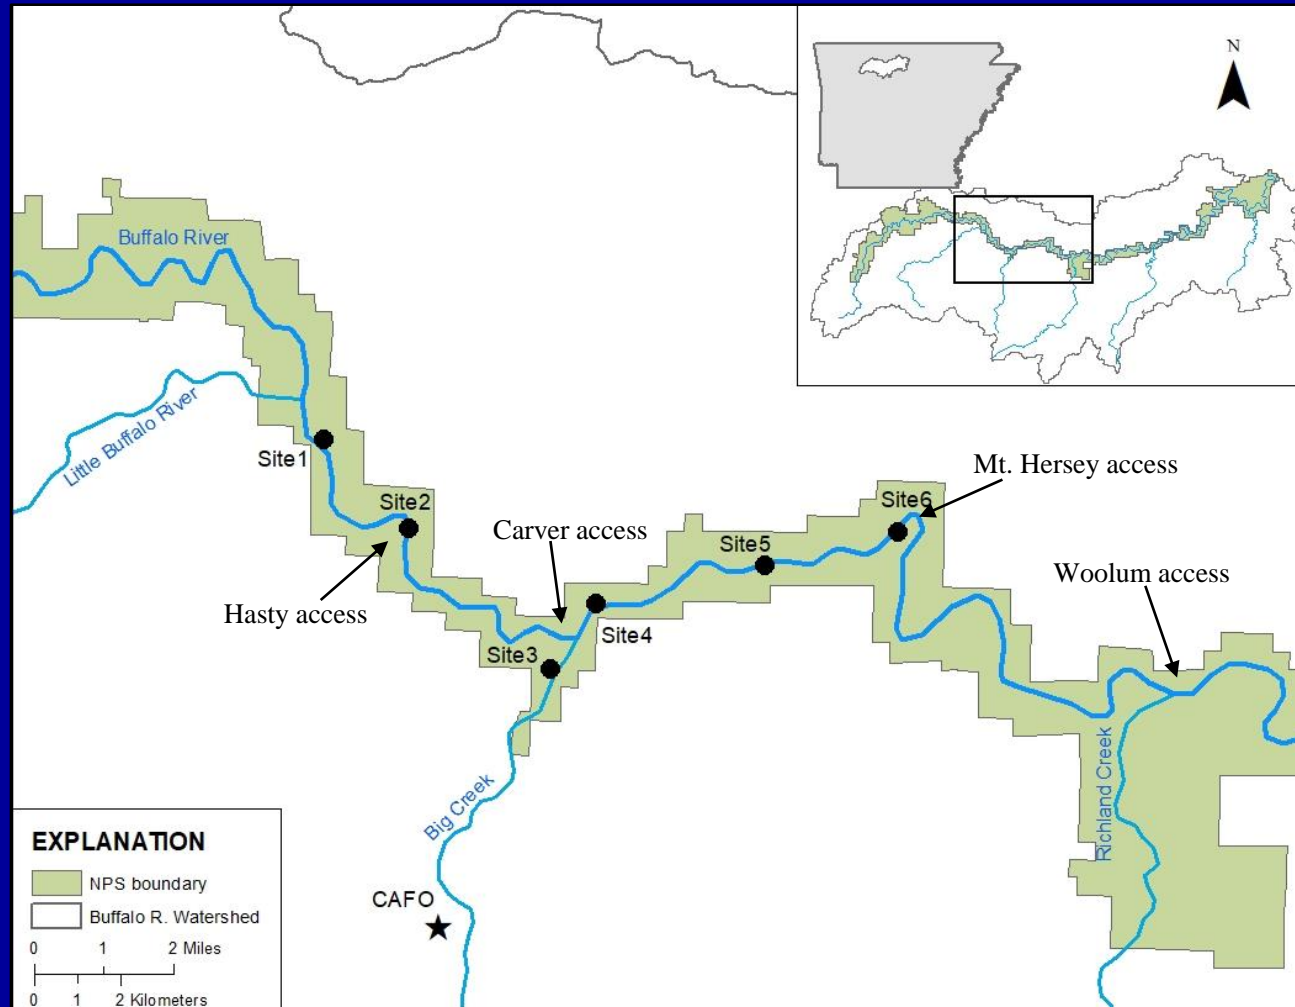 N
Buffalo River
Little Buffalo River
Site1
Site2
Hasty access
Carver access
Site3
Site4
Site5
Site6
Mt. Hersey access
Woolum access
Big Creek
Richland Creek
CAFO
EXPLANATION
NPS boundary
Buffalo R. Watershed
0 1 2 Miles
0 1 2 Kilometers